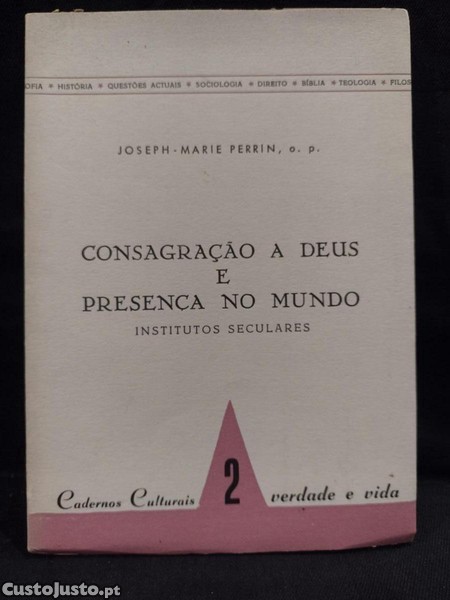 OFIA * HISTÓRIA * QUESTÕES ACTUAIS * SOCIOLOGIA * DIREITO * BÍBLIA * TEOLOGIA * FILOS
JOSEPH-MARIE PERRIN, o. p.
CONSAGRAÇÃO A DEUS
E
PRESENÇA NO MUNDO
INSTITUTOS SECULARES
Cadernos Culturais 2 verdade e vida
CustoJusto.pt